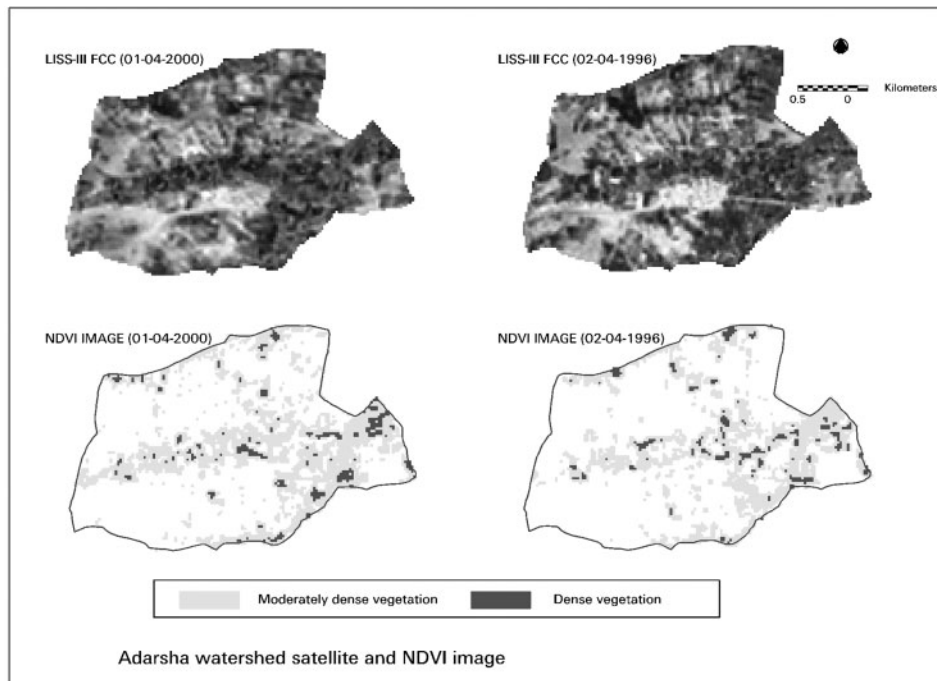 LISS-III FCC (01-04-2000)
LISS-III FCC (02-04-1996)
Kilometers
0.5 0
NDVI IMAGE (01-04-2000)
NDVI IMAGE (02-04-1996)
Moderately dense vegetation
Dense vegetation
Adarsha watershed satellite and NDVI image